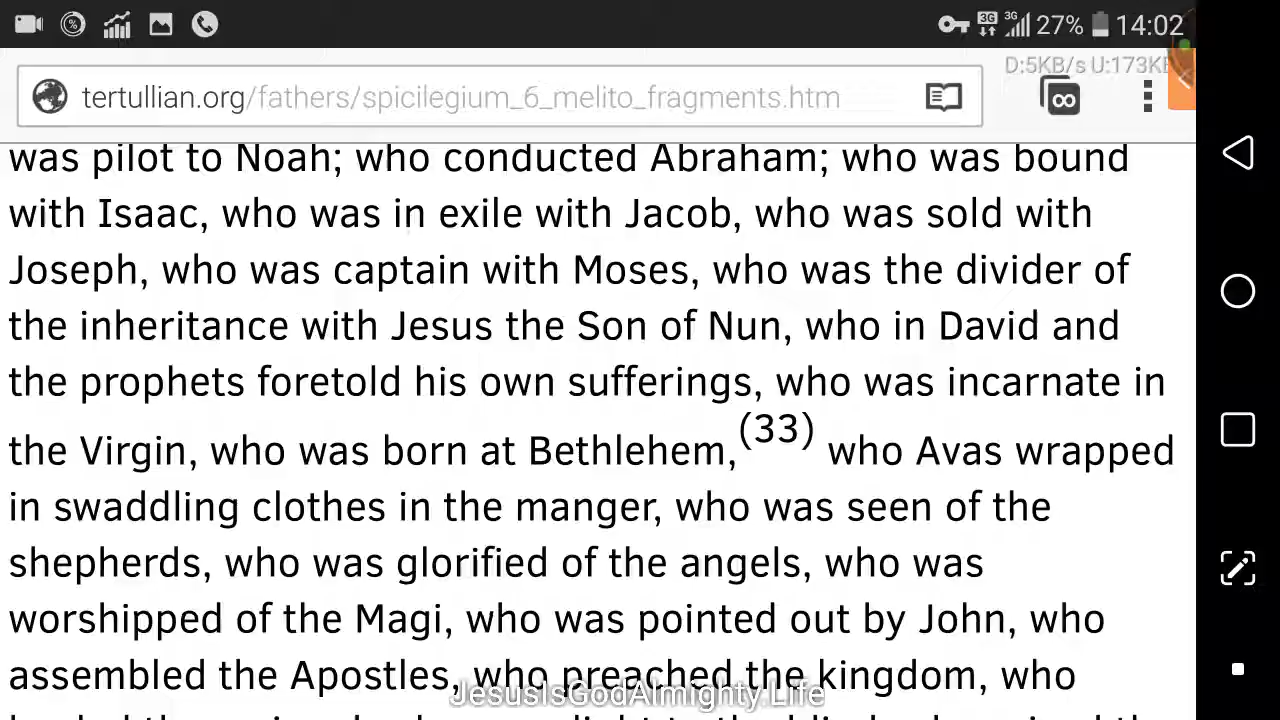 27% 14:02
D:5KB/s U:173KB
tertullian.org/fathers/spicilegium_6_melito_fragments.htm
was pilot to Noah; who conducted Abraham; who was bound
with Isaac, who was in exile with Jacob, who was sold with
Joseph, who was captain with Moses, who was the divider of
the inheritance with Jesus the Son of Nun, who in David and
the prophets foretold his own sufferings, who was incarnate in
the Virgin, who was born at Bethlehem,(33) who Avas wrapped
in swaddling clothes in the manger, who was seen of the
shepherds, who was glorified of the angels, who was
worshipped of the Magi, who was pointed out by John, who
assembled the Apostles, who preached the kingdom, who
JesusIsGodAlmighty.Life